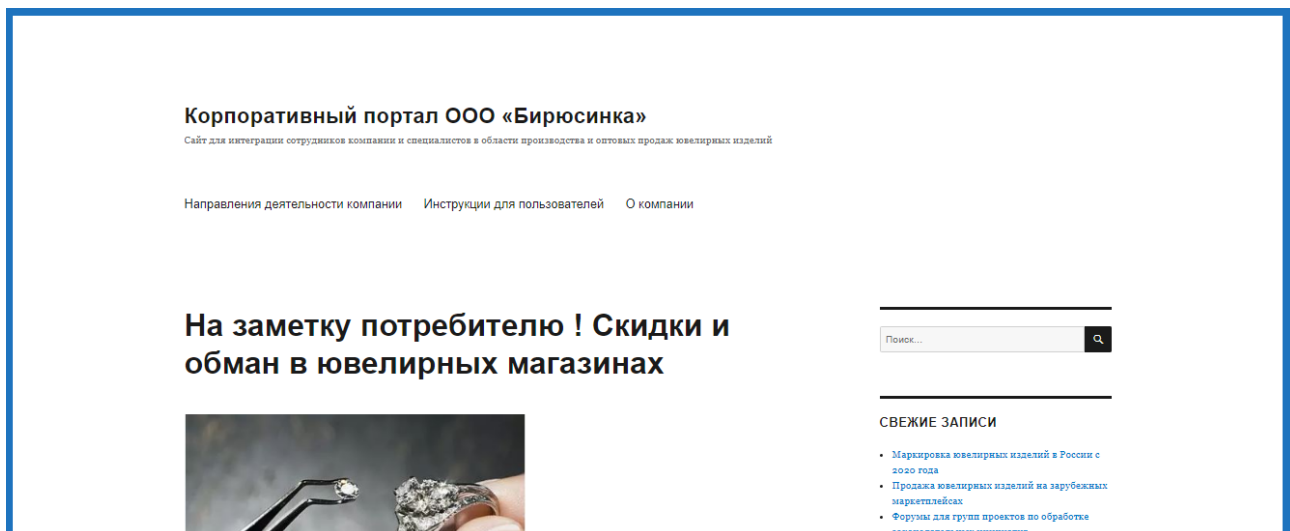 Корпоративный портал ООО «Бирюсинка»
Сайт для интеграции сотрудников компании и специалистов в области производства и оптовых продаж ювелирных изделий
Направления деятельности компании Инструкции для пользователей О компании
На заметку потребителю ! Скидки и
обман в ювелирных магазинах
Поиск...
СВЕЖИЕ ЗАПИСИ
Маркировка ювелирных изделий в России с
2020 года
Продажа ювелирных изделий на зарубежных
маркетплейсах
Форумы для групп проектов по обработке